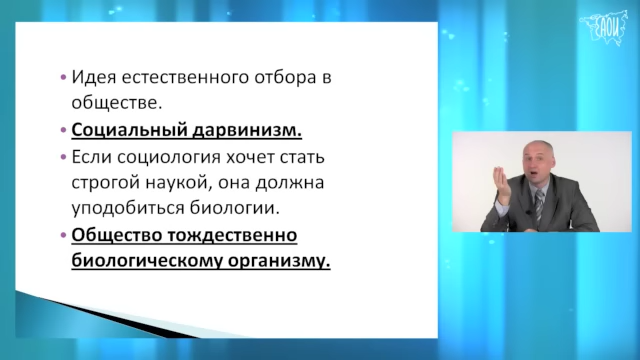 ЕАОИ
• Идея естественного отбора в
обществе.
• Социальный дарвинизм.
• Если социология хочет стать
строгой наукой, она должна
уподобиться биологии.
• Общество тождественно
биологическому организму.